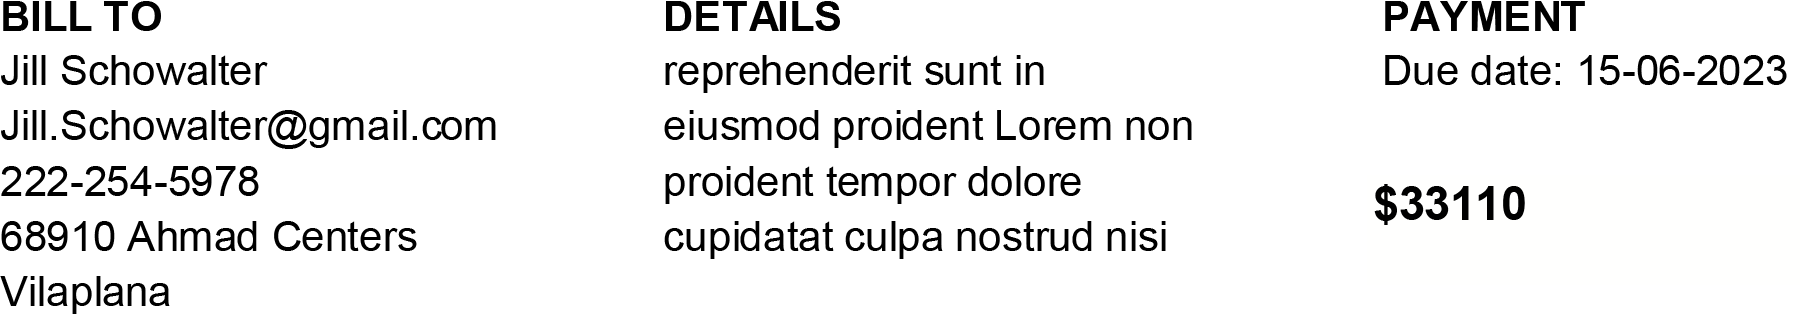 BILL TO
Jill Schowalter
Jill.Schowalter@gmail.com
222-254-5978
68910 Ahmad Centers
Vilaplana
DETAILS
reprehenderit sunt in
eiusmod proident Lorem non
proident tempor dolore
cupidatat culpa nostrud nisi
PAYMENT
Due date: 15-06-2023
$33110